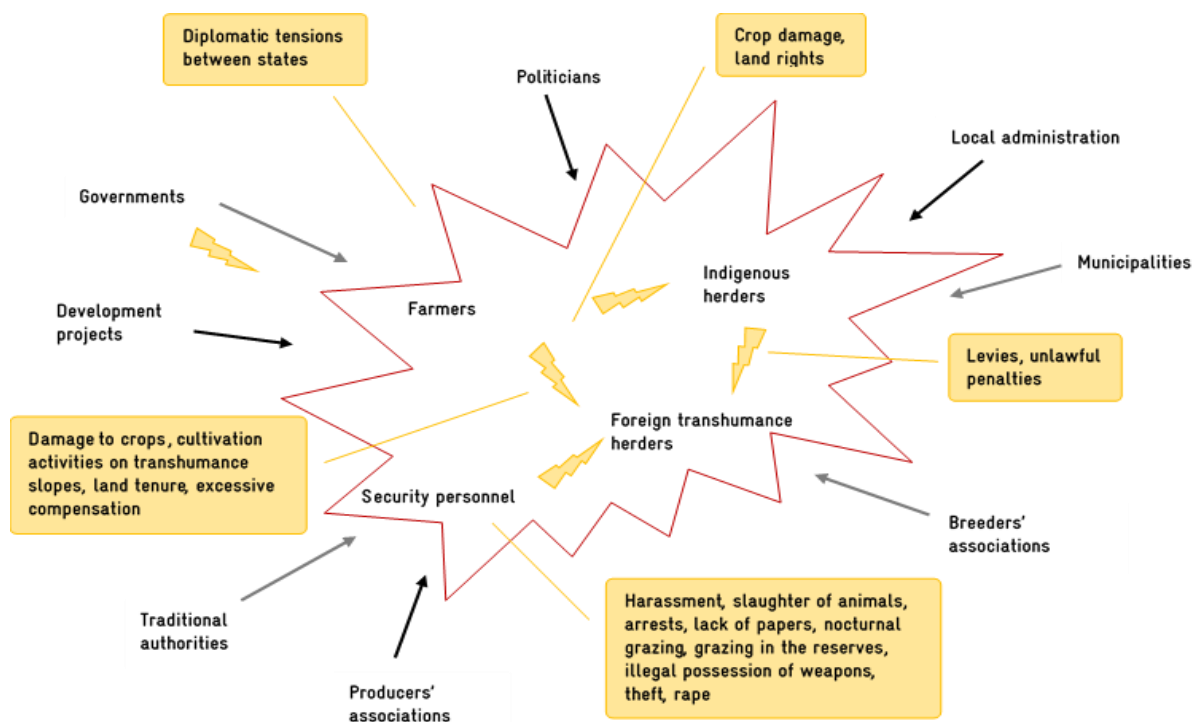 Diplomatic tensions
between states
Crop damage,
land rights
Politicians
Local administration
Governments
Municipalities
Indigenous
herders
Farmers
Development
projects
Levies, unlawful
penalties
Foreign transhumance
herders
Damage to crops, cultivation
activities on transhumance
slopes, land tenure, excessive
compensation
Security personnel
Breeders'
associations
Traditional
authorities
Harassment, slaughter of animals,
arrests, lack of papers, nocturnal
grazing, grazing in the reserves,
illegal possession of weapons,
theft, rape
Producers'
associations